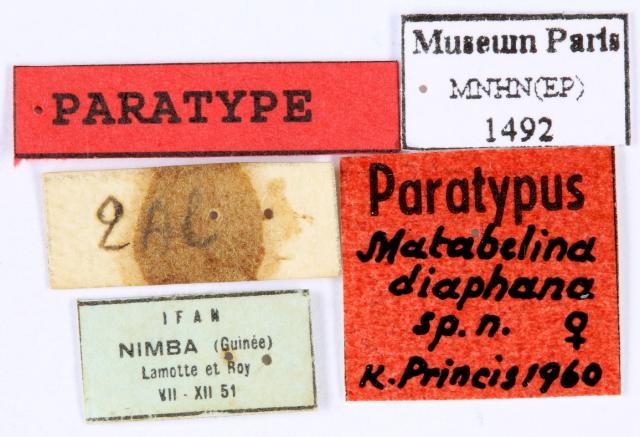 PARATYPE
Museum Paris
MNHN(EP)
1492
Paratypus
Matabelina
diaphana
sp. n. ♀
K. Princis 1960
IFAN
NIMBA (Guinée)
Lamotte et Roy
VII - XII 51